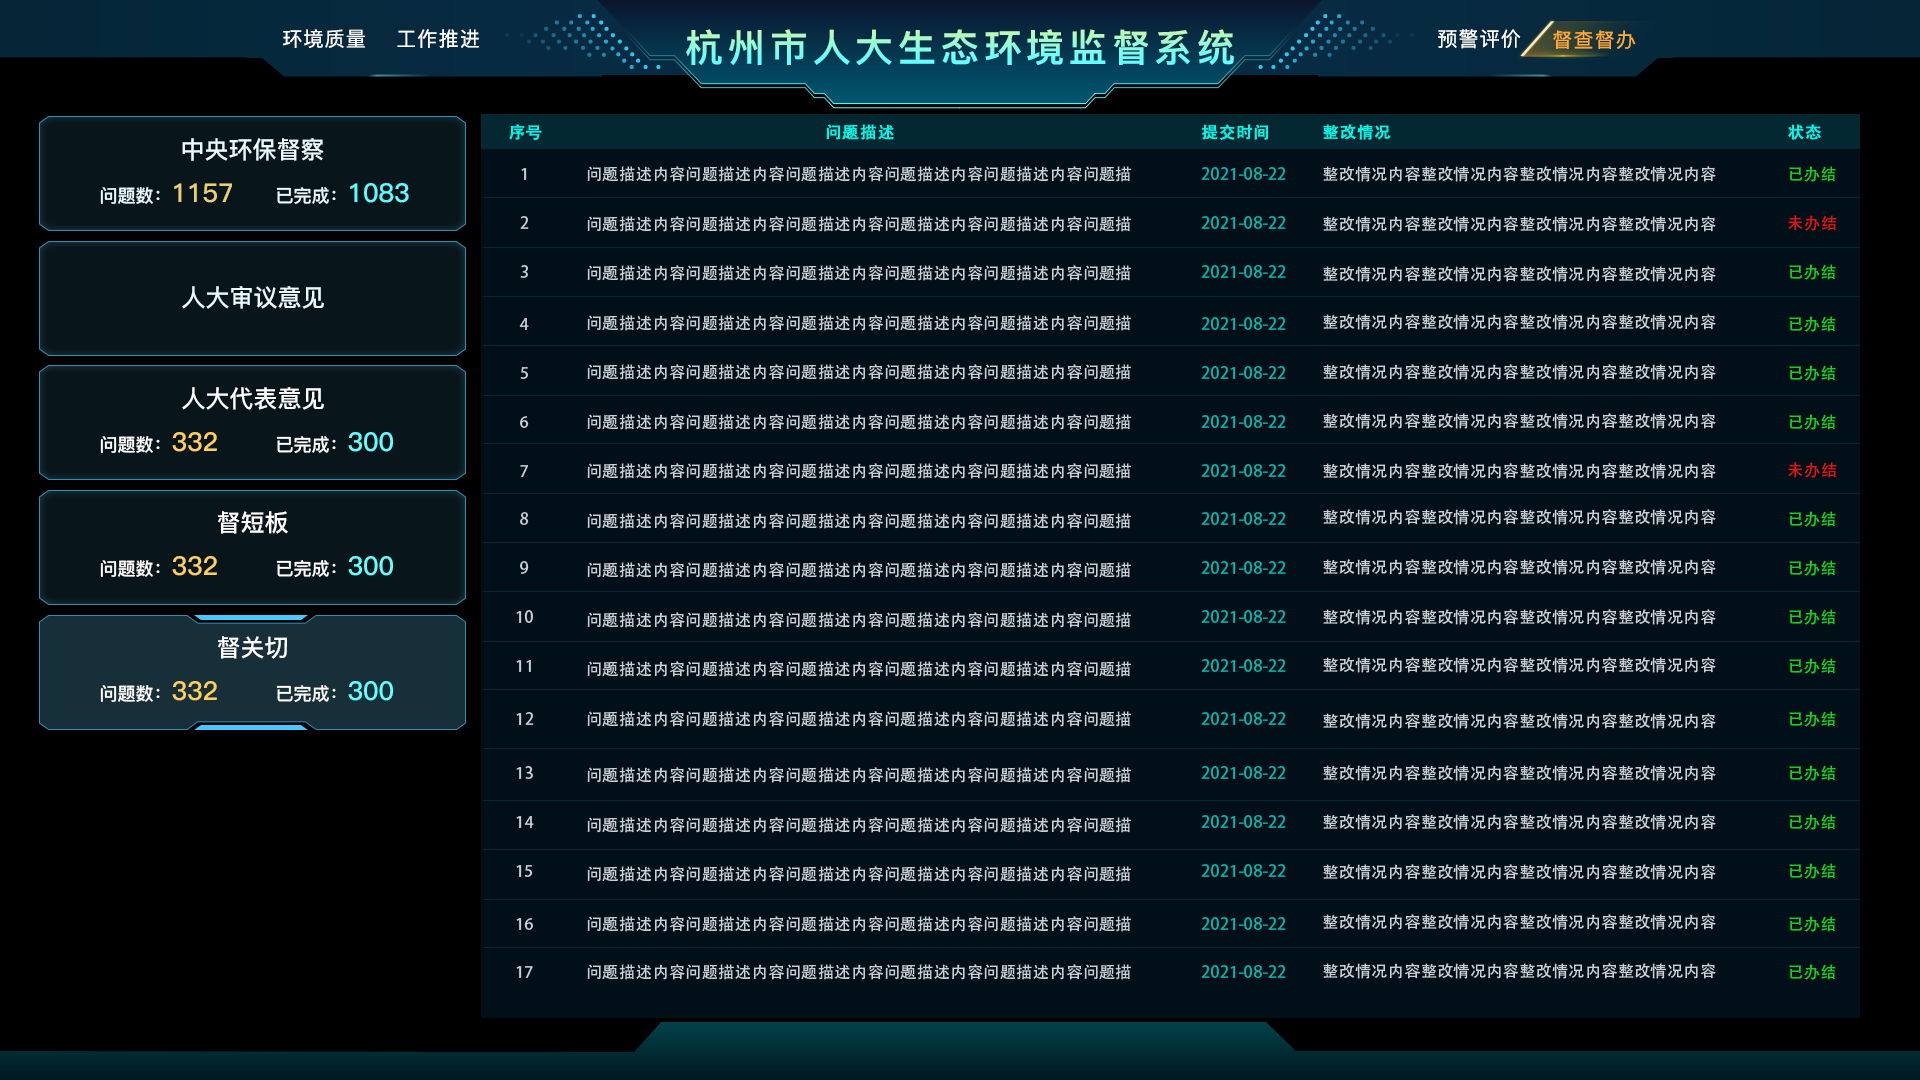 环境质量 工作推进 杭州市人大生态环境监督系统 预警评价 督查督办
中央环保督察
问题数：1157 已完成：1083
人大审议意见
人大代表意见
问题数：332 已完成：300
督短板
问题数：332 已完成：300
督关切
问题数：332 已完成：300
序号 问题描述 提交时间 整改情况 状态
1 问题描述内容问题描述内容问题描述内容问题描述内容问题描述内容问题描 2021-08-22 整改情况内容整改情况内容整改情况内容整改情况内容 已办结
2 问题描述内容问题描述内容问题描述内容问题描述内容问题描述内容问题描 2021-08-22 整改情况内容整改情况内容整改情况内容整改情况内容 未办结
3 问题描述内容问题描述内容问题描述内容问题描述内容问题描述内容问题描 2021-08-22 整改情况内容整改情况内容整改情况内容整改情况内容 已办结
4 问题描述内容问题描述内容问题描述内容问题描述内容问题描述内容问题描 2021-08-22 整改情况内容整改情况内容整改情况内容整改情况内容 已办结
5 问题描述内容问题描述内容问题描述内容问题描述内容问题描述内容问题描 2021-08-22 整改情况内容整改情况内容整改情况内容整改情况内容 已办结
6 问题描述内容问题描述内容问题描述内容问题描述内容问题描述内容问题描 2021-08-22 整改情况内容整改情况内容整改情况内容整改情况内容 已办结
7 问题描述内容问题描述内容问题描述内容问题描述内容问题描述内容问题描 2021-08-22 整改情况内容整改情况内容整改情况内容整改情况内容 未办结
8 问题描述内容问题描述内容问题描述内容问题描述内容问题描述内容问题描 2021-08-22 整改情况内容整改情况内容整改情况内容整改情况内容 已办结
9 问题描述内容问题描述内容问题描述内容问题描述内容问题描述内容问题描 2021-08-22 整改情况内容整改情况内容整改情况内容整改情况内容 已办结
10 问题描述内容问题描述内容问题描述内容问题描述内容问题描述内容问题描 2021-08-22 整改情况内容整改情况内容整改情况内容整改情况内容 已办结
11 问题描述内容问题描述内容问题描述内容问题描述内容问题描述内容问题描 2021-08-22 整改情况内容整改情况内容整改情况内容整改情况内容 已办结
12 问题描述内容问题描述内容问题描述内容问题描述内容问题描述内容问题描 2021-08-22 整改情况内容整改情况内容整改情况内容整改情况内容 已办结
13 问题描述内容问题描述内容问题描述内容问题描述内容问题描述内容问题描 2021-08-22 整改情况内容整改情况内容整改情况内容整改情况内容 已办结
14 问题描述内容问题描述内容问题描述内容问题描述内容问题描述内容问题描 2021-08-22 整改情况内容整改情况内容整改情况内容整改情况内容 已办结
15 问题描述内容问题描述内容问题描述内容问题描述内容问题描述内容问题描 2021-08-22 整改情况内容整改情况内容整改情况内容整改情况内容 已办结
16 问题描述内容问题描述内容问题描述内容问题描述内容问题描述内容问题描 2021-08-22 整改情况内容整改情况内容整改情况内容整改情况内容 已办结
17 问题描述内容问题描述内容问题描述内容问题描述内容问题描述内容问题描 2021-08-22 整改情况内容整改情况内容整改情况内容整改情况内容 已办结